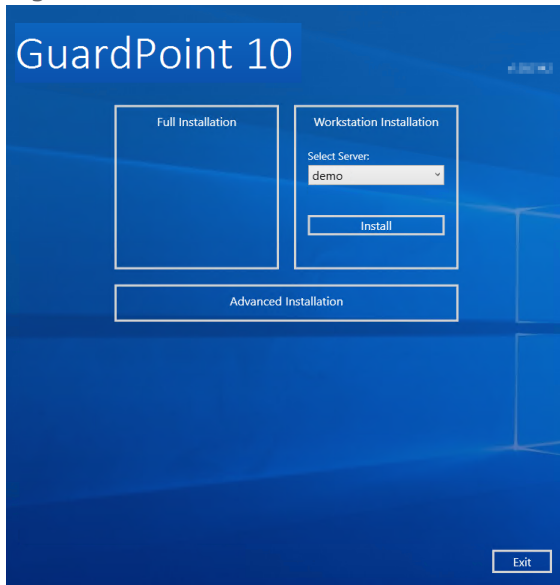 GuardPoint 10
Full Installation
Workstation Installation
Select Server:
demo
Install
Advanced Installation
Exit